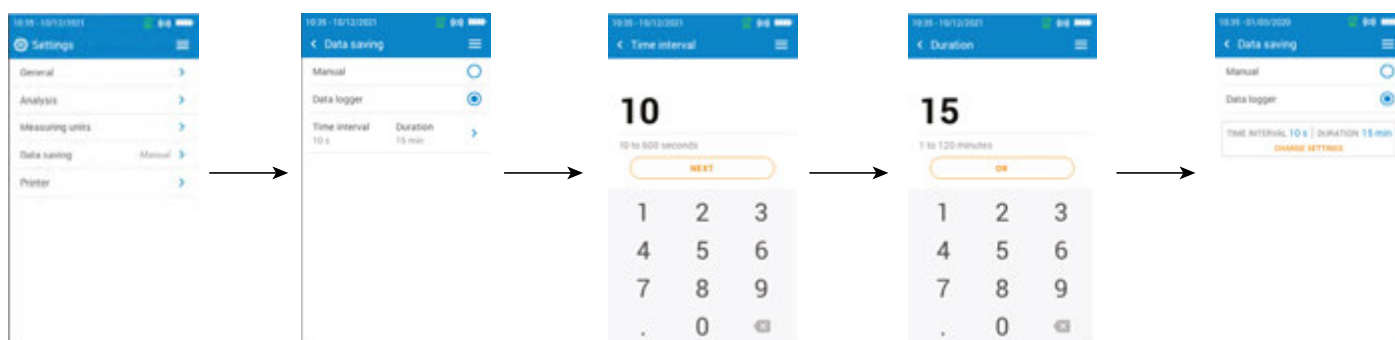 10:35 - 10/12/2021
Settings
General
Analysis
Measuring units
Data saving Manual
Printer
10:35 - 10/12/2021
Data saving
Manual
Data logger
Time interval Duration
10 s 15 min
10:35 - 10/12/2021
Time interval
10
10 to 600 seconds
NEXT
1 2 3
4 5 6
7 8 9
. 0
10:35 - 10/12/2021
Duration
15
1 to 120 minutes
OK
1 2 3
4 5 6
7 8 9
. 0
10:35 - 01/03/2020
Data saving
Manual
Data logger
TIME INTERVAL 10 s | DURATION 15 min
CHANGE SETTINGS